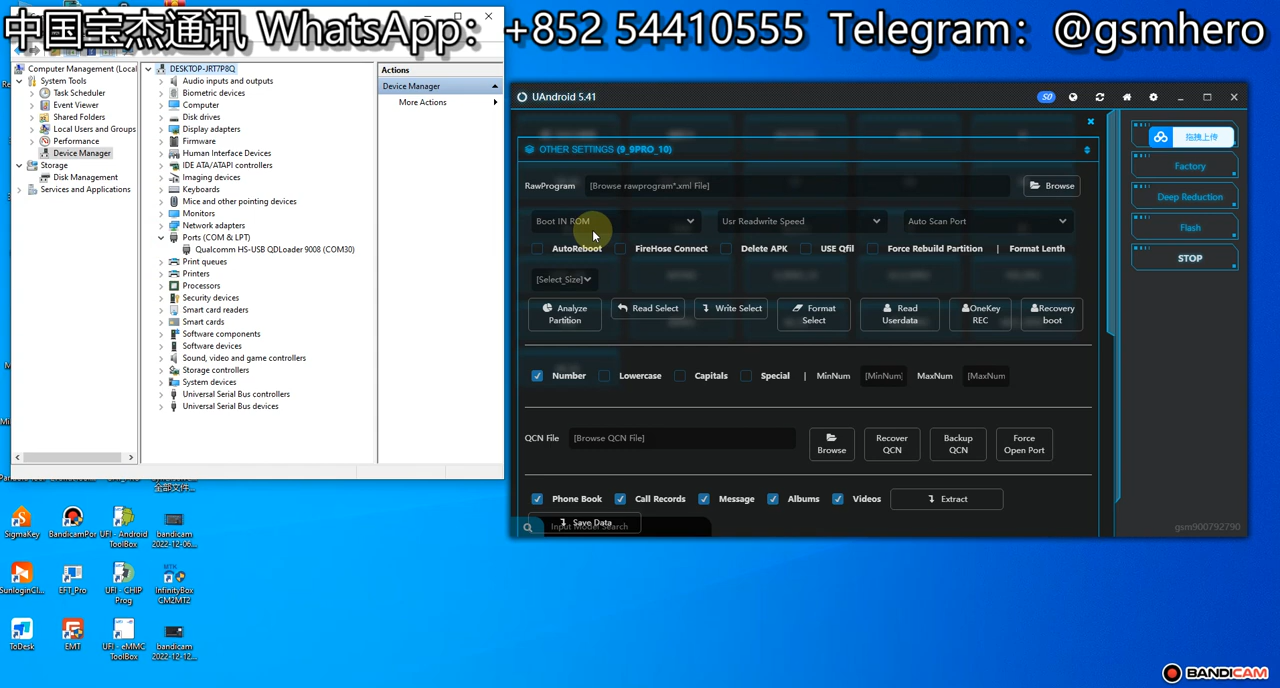 中国宝杰通讯 WhatsApp：+852 54410555 Telegram：@gsmhero
Computer Management (Local
System Tools
Task Scheduler
Event Viewer
Shared Folders
Local Users and Groups
Performance
Device Manager
Storage
Disk Management
Services and Applications
DESKTOP-JRT7P8Q
Audio inputs and outputs
Biometric devices
Computer
Disk drives
Display adapters
Firmware
Human Interface Devices
IDE ATA/ATAPI controllers
Imaging devices
Keyboards
Mice and other pointing devices
Monitors
Network adapters
Ports (COM & LPT)
Qualcomm HS-USB QDLoader 9008 (COM30)
Print queues
Printers
Processors
Security devices
Smart card readers
Smart cards
Software components
Software devices
Sound, video and game controllers
Storage controllers
System devices
Universal Serial Bus controllers
Universal Serial Bus devices
Actions
Device Manager
More Actions
UAndroid 5.41
50
OTHER SETTINGS (9_9PRO_10)
RawProgram [Browse rawprogram*.xml File] Browse
Boot IN ROM Usr Readwrite Speed Auto Scan Port
AutoReboot FireHose Connect Delete APK USE Qfil Force Rebuild Partition | Format Lenth
[Select_Size]
Analyze Partition Read Select Write Select Format Select Read Userdata OneKey REC Recovery boot
Number Lowercase Capitals Special | MinNum [MinNum] MaxNum [MaxNum
QCN File [Browse QCN File] Browse Recover QCN Backup QCN Force Open Port
Phone Book Call Records Message Albums Videos Extract
Save Data
Input Model Search
拖拽上传
Factory
Deep Reduction
Flash
STOP
gsm900792790
SigmaKey
BandicamPor
UFI - Android ToolBox
bandicam 2022-12-06...
SunloginCl...
EFT_Pro
UFI - CHIP Prog
MTK
InfinityBox CM2MT2
ToDesk
EMT
UFI - eMMC ToolBox
bandicam 2022-12-12...
BANDICAM